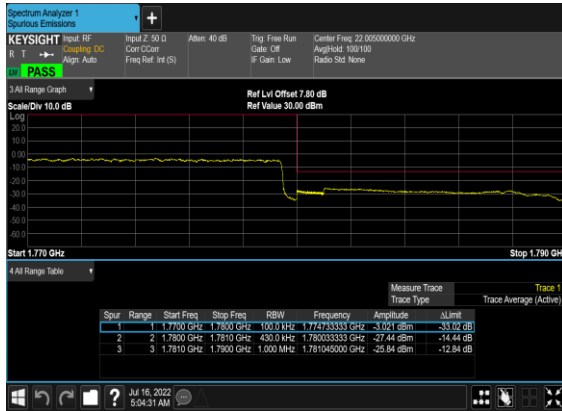 Spectrum Analyzer 1
Spurious Emissions
+
KEYSIGHT Input: RF Input Z: 50 Ω Atten: 40 dB Trig: Free Run Center Freq: 22.005000000 GHz
R T Coupling: DC Corr CCorr Gate: Off Avg|Hold: 100/100
Align: Auto Freq Ref: Int (S) IF Gain: Low Radio Std: None
PASS
3 All Range Graph
Ref Lvl Offset 7.80 dB
Scale/Div 10.0 dB Ref Value 30.00 dBm
Log
20.0
10.0
0.00
-10.0
-20.0
-30.0
-40.0
-50.0
-60.0
Start 1.770 GHz Stop 1.790 GH
4 All Range Table
Measure Trace Trace 1
Trace Type Trace Average (Active)
Spur Range Start Freq Stop Freq RBW Frequency Amplitude ΔLimit
1 1 1.7700 GHz 1.7800 GHz 100.0 kHz 1.774733333 GHz -3.021 dBm -33.02 dB
2 2 1.7800 GHz 1.7810 GHz 430.0 kHz 1.780033333 GHz -27.44 dBm -14.44 dB
3 3 1.7810 GHz 1.7900 GHz 1.000 MHz 1.781045000 GHz -25.84 dBm -12.84 dB
? Jul 16, 2022
5:04:31 AM